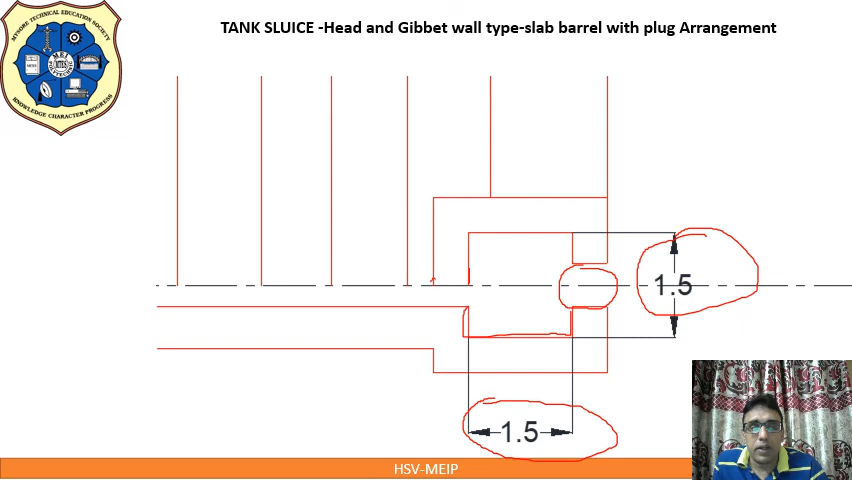 TANK SLUICE -Head and Gibbet wall type-slab barrel with plug Arrangement
MYSORE TECHNICAL EDUCATION SOCIETY
KNOWLEDGE CHARACTER PROGRESS
1.5
1.5
HSV-MEIP